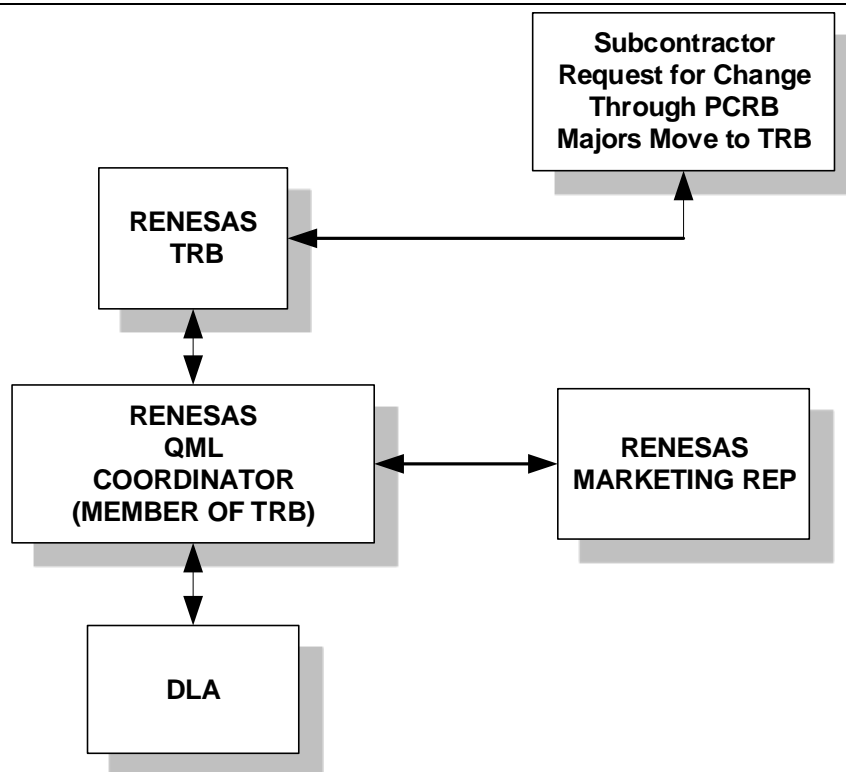 Subcontractor
Request for Change
Through PCRB
Majors Move to TRB
RENESAS
TRB
RENESAS
QML
COORDINATOR
(MEMBER OF TRB)
RENESAS
MARKETING REP
DLA